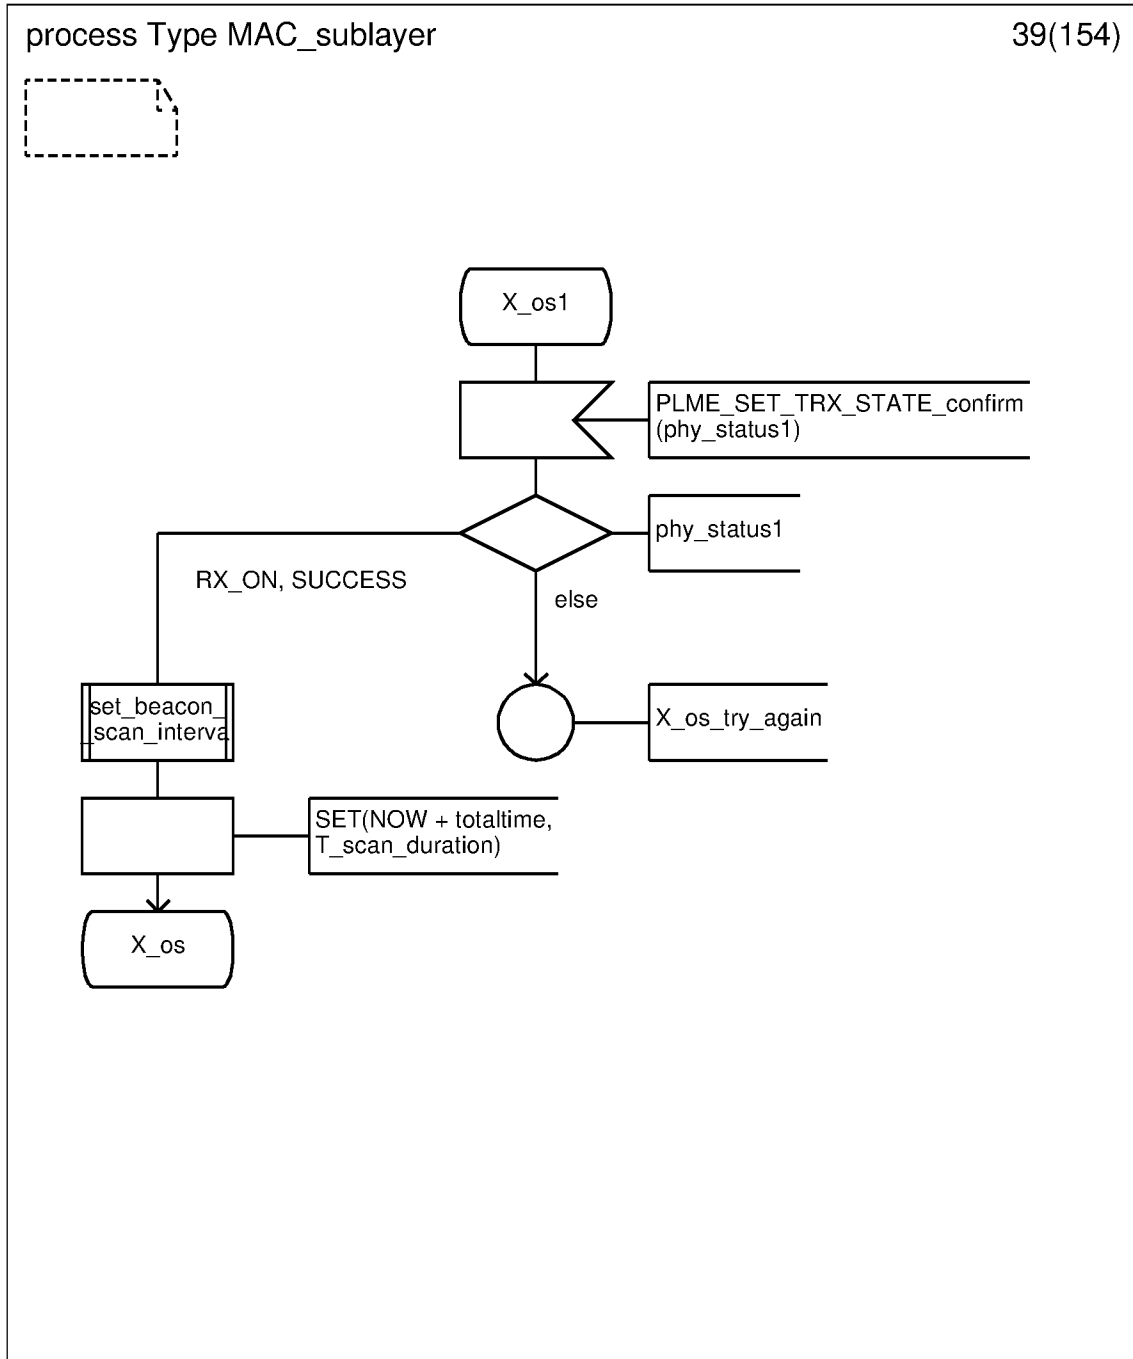 process Type MAC_sublayer
39(154)
X_os1
PLME_SET_TRX_STATE_confirm
(phy_status1)
phy_status1
RX_ON, SUCCESS
else
set_beacon_
_scan_interva
X_os_try_again
SET(NOW + totaltime,
T_scan_duration)
X_os